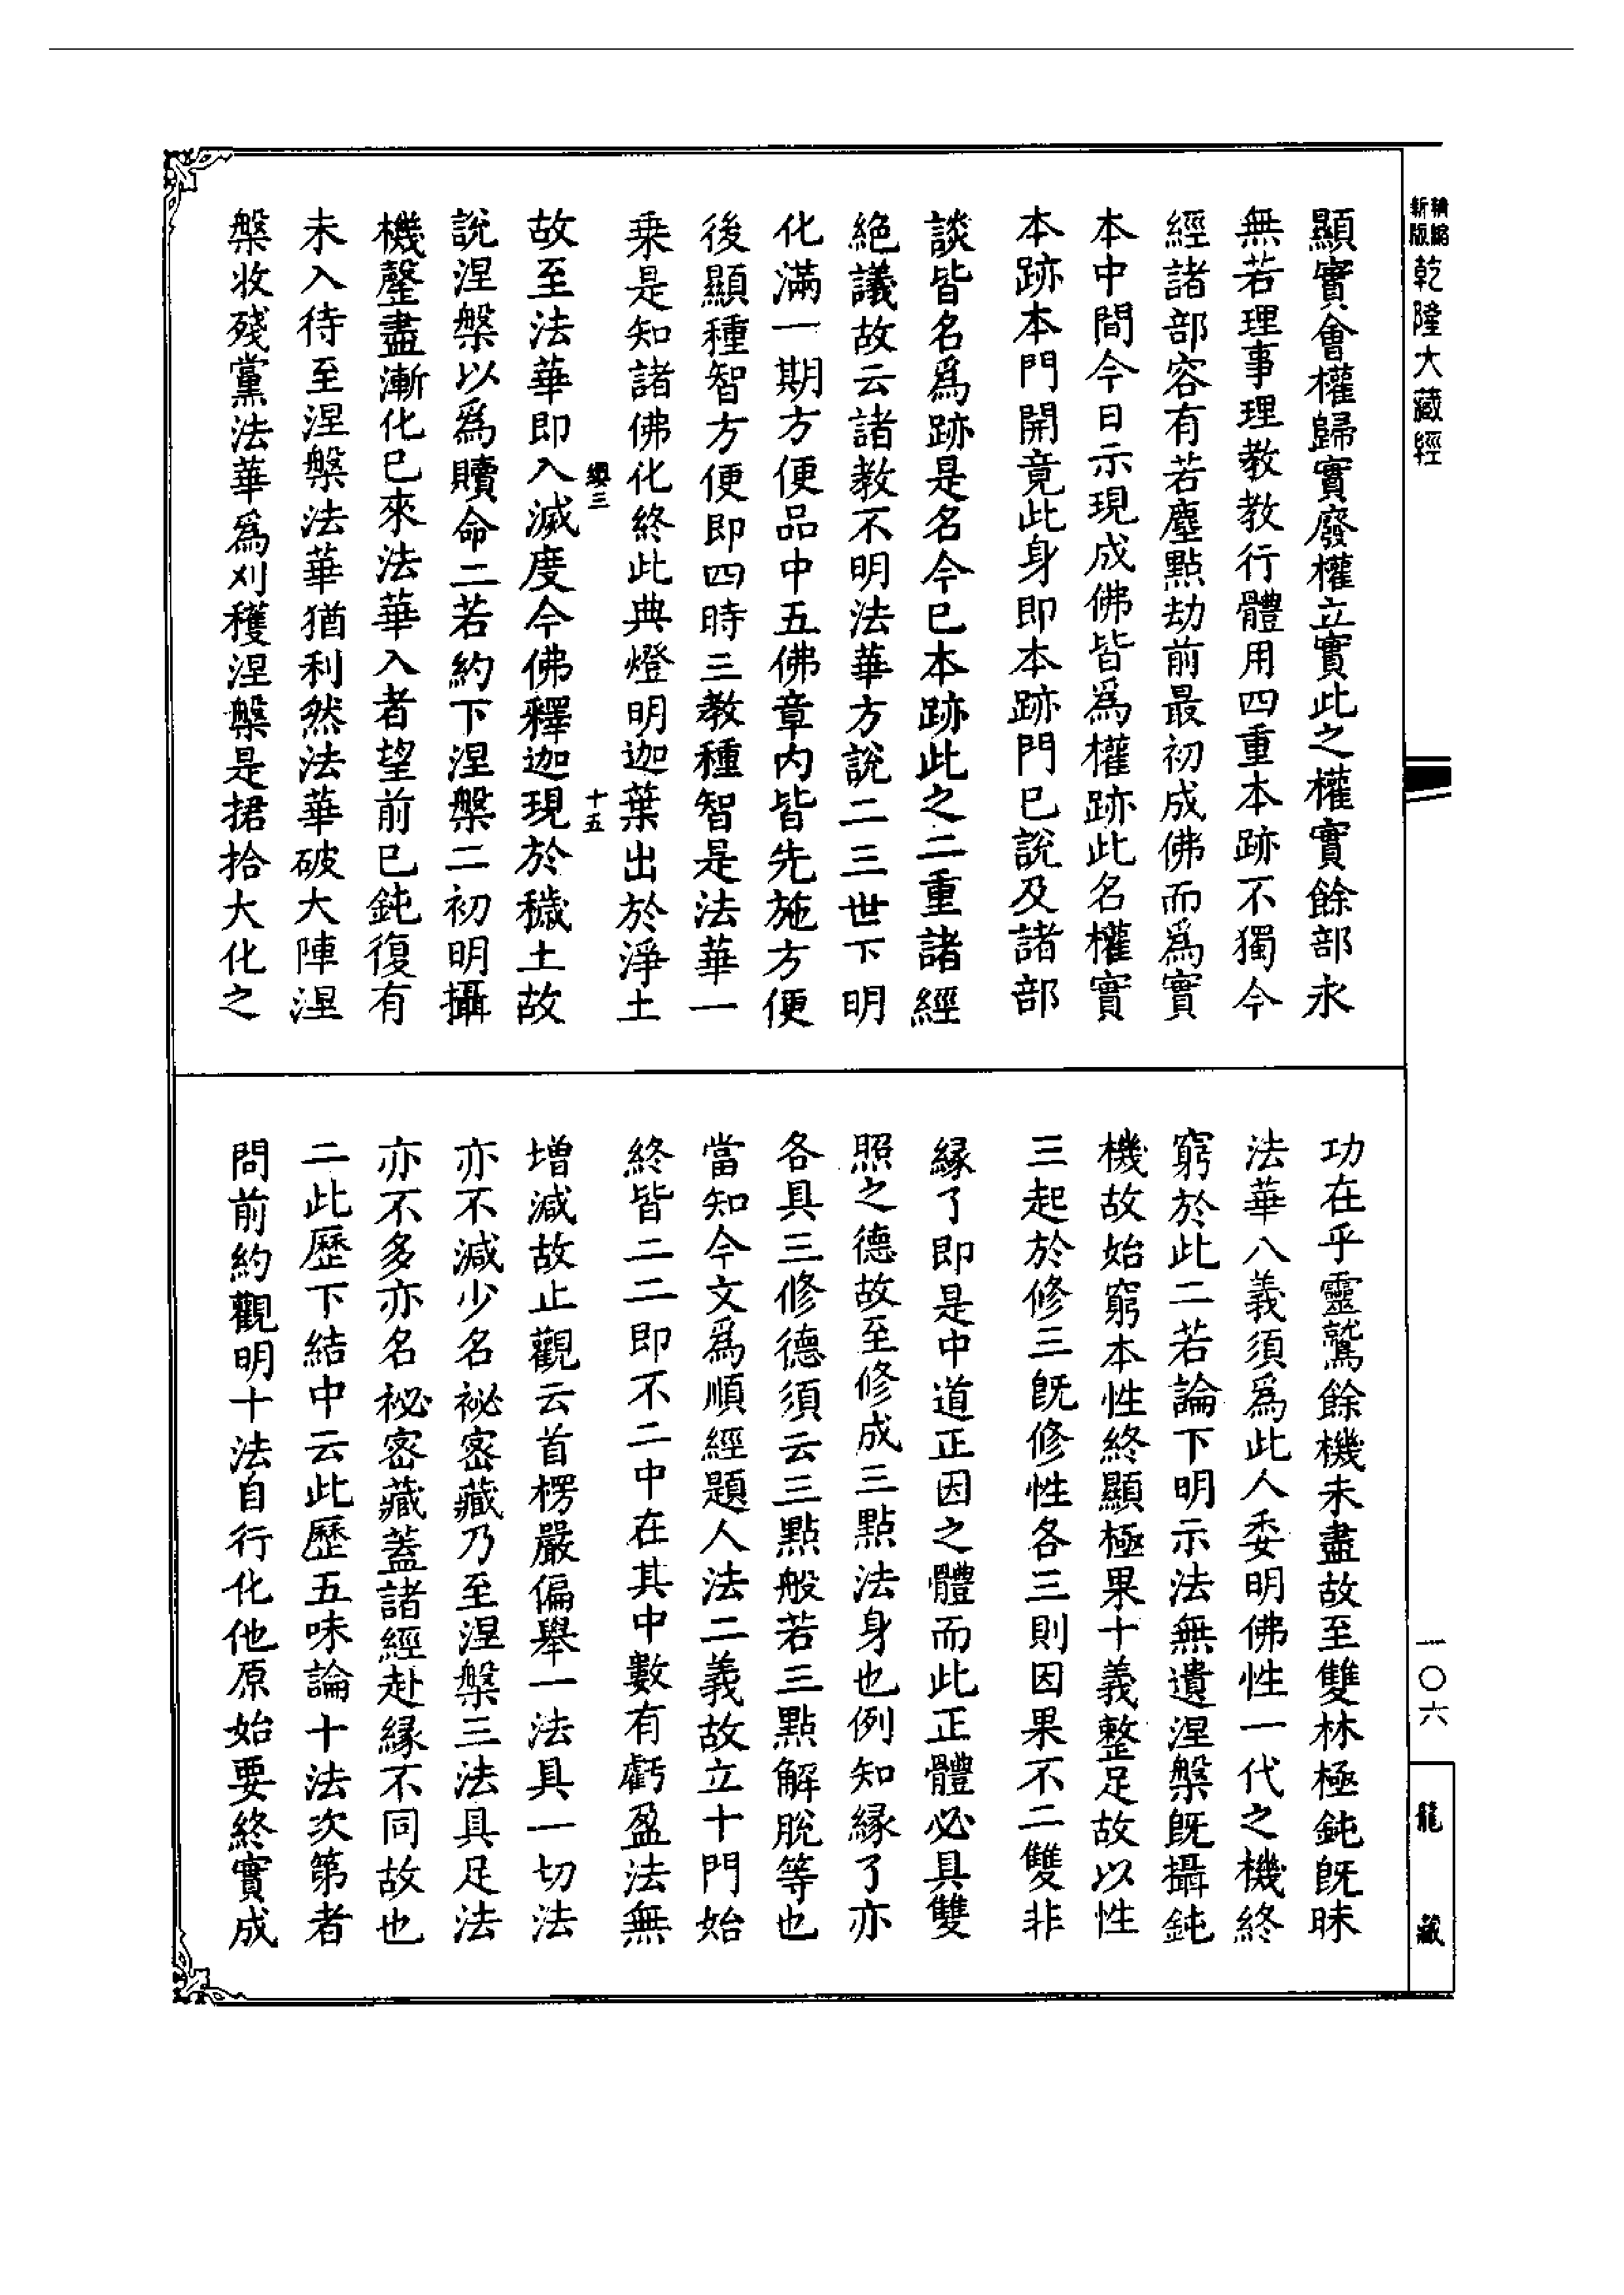 新版精縮乾隆大藏經
顯實會權歸實廢權立實此之權實餘部永
無若理事理教教行體用四重本跡不獨今
經諸部容有若塵點劫前最初成佛而爲實
本中間今日示現成佛皆爲權跡此名權實
本跡本門開竟此身即本跡門已說及諸部
談皆名爲跡是名今已本跡此之二重諸經
絕議故云諸教不明法華方說二三世下明
化滿一期方便品中五佛章內皆先施方便
後顯種智方便即四時三教種智是法華一
乗是知諸佛化終此典燈明迦葉出於淨土
纓三 十五
故至法華即入滅度今佛釋迦現於穢土故
說涅槃以爲贖命二若約下涅槃二初明攝
機罄盡漸化已來法華入者望前已鈍復有
未入待至涅槃法華猶利然法華破大陣涅
槃收殘黨法華爲刈穫涅槃是捃拾大化之
功在乎靈鷲餘機未盡故至雙林極鈍旣昧
法華八義須爲此人委明佛性一代之機終
窮於此二若論下明示法無遺涅槃旣攝鈍
機故始窮本性終顯極果十義整足故以性
三起於修三旣修性各三則因果不二雙非
緣了即是中道正因之體而此正體必具雙
照之德故至修成三點法身也例知緣了亦
各具三修德須云三點般若三點解脫等也
當知今文爲順經題人法二義故立十門始
終皆二二即不二中在其中數有虧盈法無
增減故止觀云首楞嚴偏舉一法具一切法
亦不減少名祕密藏乃至涅槃三法具足法
亦不多亦名祕密藏蓋諸經赴緣不同故也
二此歷下結中云此歷五味論十法次第者
問前約觀明十法自行化他原始要終實成
一〇六
龍藏